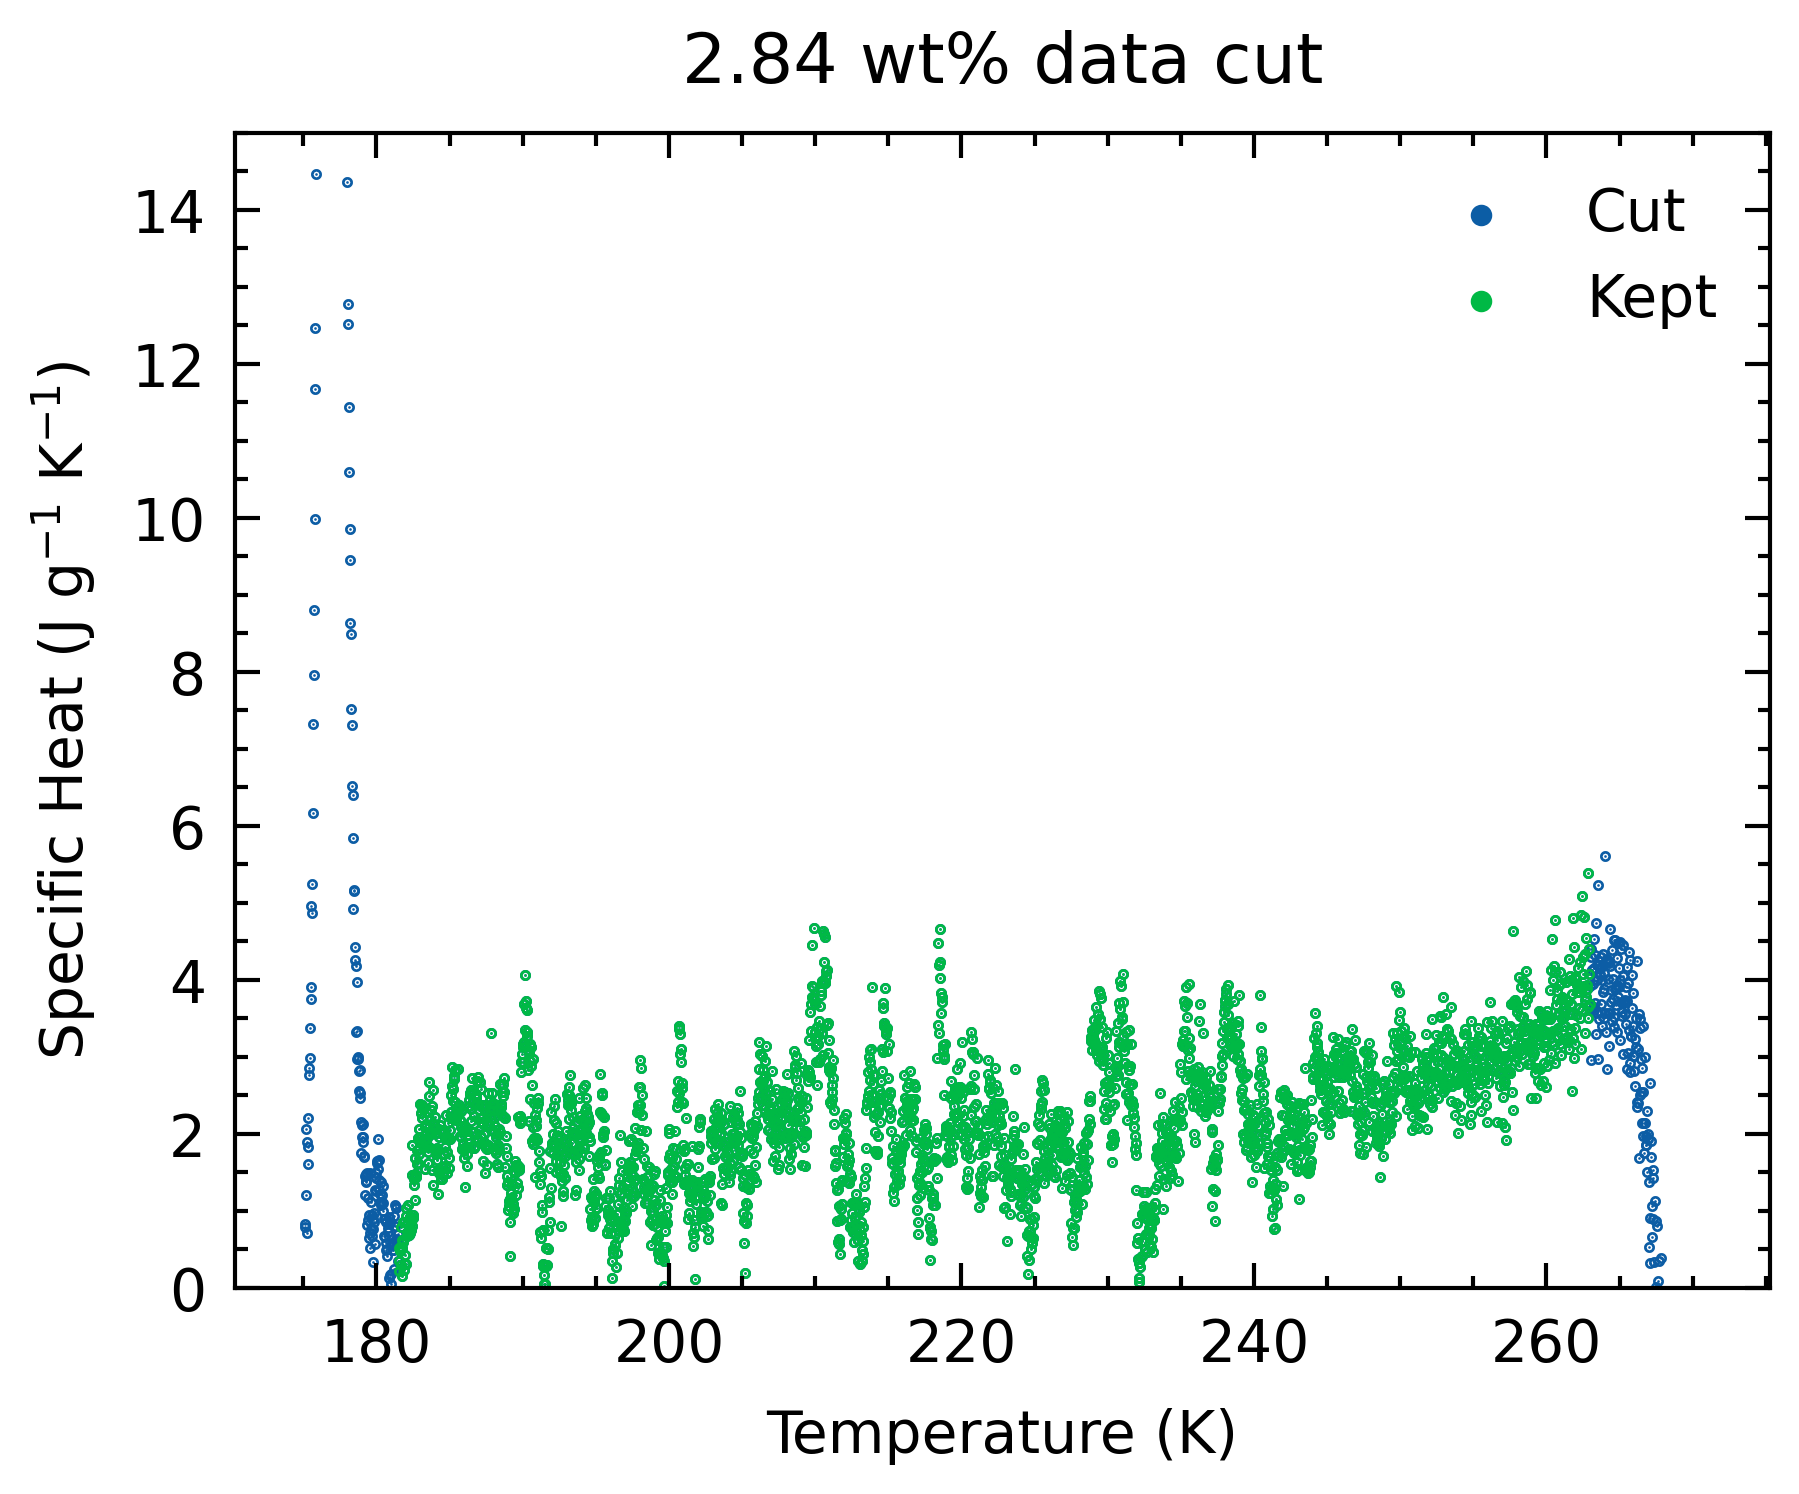 2.84 wt% data cut
Cut
Kept
Specific Heat (J g⁻¹ K⁻¹)
14
12
10
8
6
4
2
0
180 200 220 240 260
Temperature (K)